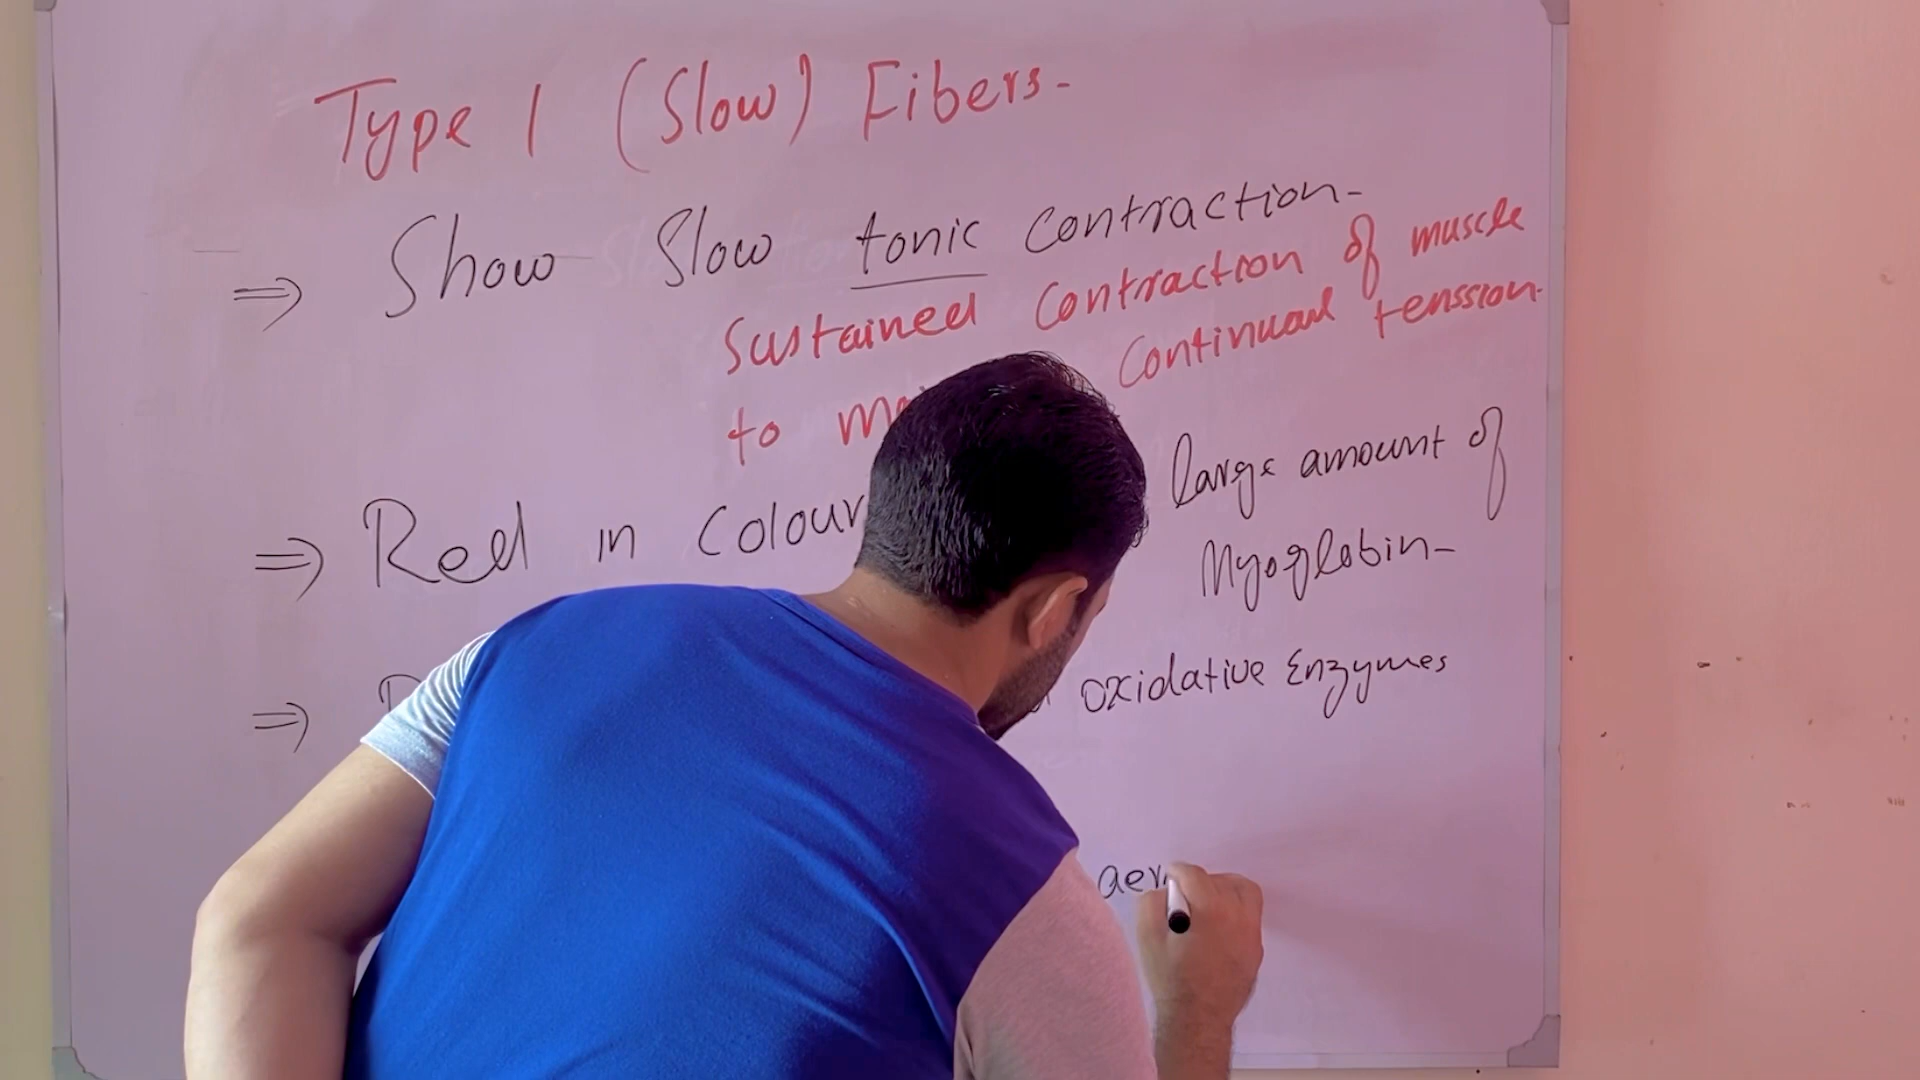 Type 1 (Slow) Fibers-
⇒ Show Slow tonic contraction-
Sustained Contraction of muscle
to Continual tenssion.
⇒ Red in Colour large amount of
Myoglobin-
⇒ oxidative Enzymes